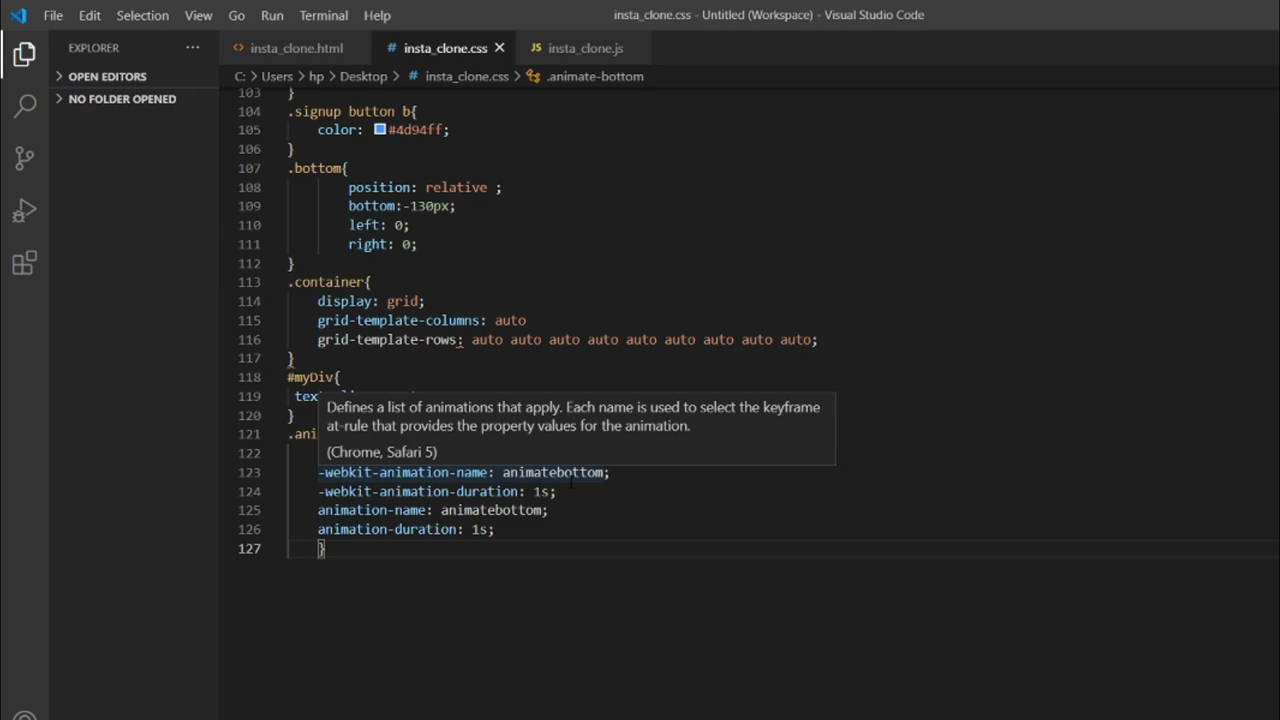 File Edit Selection View Go Run Terminal Help insta_clone.css - Untitled (Workspace) - Visual Studio Code
EXPLORER ... insta_clone.html # insta_clone.css × JS insta_clone.js
OPEN EDITORS
C: > Users > hp > Desktop > # insta_clone.css > .animate-bottom
NO FOLDER OPENED
103 }
104 .signup button b{
105 color: #4d94ff;
106 }
107 .bottom{
108 position: relative ;
109 bottom:-130px;
110 left: 0;
111 right: 0;
112 }
113 .container{
114 display: grid;
115 grid-template-columns: auto
116 grid-template-rows: auto auto auto auto auto auto auto auto auto;
117 }
118 #myDiv{
119
120 }
121
Defines a list of animations that apply. Each name is used to select the keyframe
at-rule that provides the property values for the animation.
(Chrome, Safari 5)
122
123 -webkit-animation-name: animatebottom;
124 -webkit-animation-duration: 1s;
125 animation-name: animatebottom;
126 animation-duration: 1s;
127 }